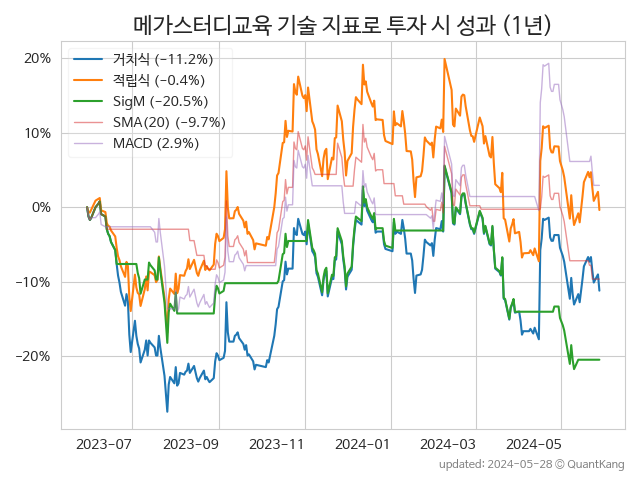 메가스터디교육 기술 지표로 투자 시 성과 (1년)
거치식 (−11.2%)
적립식 (−0.4%)
SigM (−20.5%)
SMA(20) (−9.7%)
MACD (2.9%)
20%
10%
0%
−10%
−20%
2023−07 2023−09 2023−11 2024−01 2024−03 2024−05
updated: 2024−05−28 © QuantKang